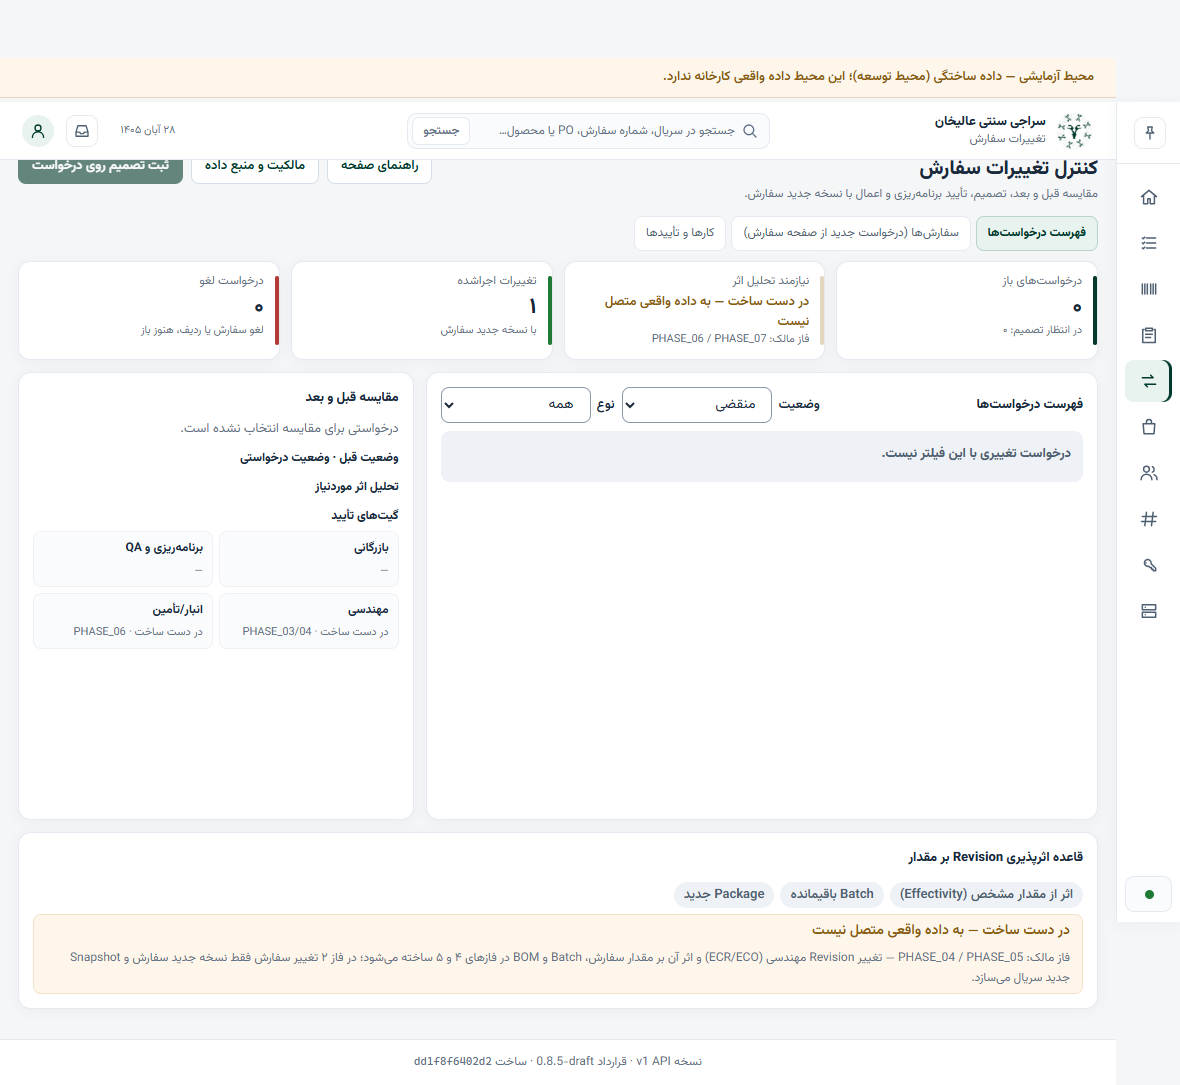 محیط آزمایشی — داده ساختگی (محیط توسعه)؛ این محیط داده واقعی کارخانه ندارد.
سراجی سنتی عالیخان
تغییرات سفارش
جستجو در سریال، شماره سفارش، PO یا محصول...
جستجو
۲۸ آبان ۱۴۰۵
کنترل تغییرات سفارش
مقایسه قبل و بعد، تصمیم، تأیید برنامه‌ریزی و اعمال با نسخه جدید سفارش.
راهنمای صفحه
مالکیت و منبع داده
ثبت تصمیم روی درخواست
فهرست درخواست‌ها
سفارش‌ها (درخواست جدید از صفحه سفارش)
کارها و تأییدها
درخواست‌های باز
۰
در انتظار تصمیم: ۰
نیازمند تحلیل اثر
در دست ساخت — به داده واقعی متصل
نیست
فاز مالک: PHASE_06 / PHASE_07
تغییرات اجراشده
۱
با نسخه جدید سفارش
درخواست لغو
۰
لغو سفارش یا ردیف، هنوز باز
فهرست درخواست‌ها
وضعیت
منقضی
نوع
همه
درخواست تغییری با این فیلتر نیست.
مقایسه قبل و بعد
درخواستی برای مقایسه انتخاب نشده است.
وضعیت قبل · وضعیت درخواستی
تحلیل اثر موردنیاز
گیت‌های تأیید
بازرگانی
—
برنامه‌ریزی و QA
—
مهندسی
در دست ساخت · PHASE_03/04
انبار/تأمین
در دست ساخت · PHASE_06
قاعده اثرپذیری Revision بر مقدار
اثر از مقدار مشخص (Effectivity)
Batch باقیمانده
Package جدید
در دست ساخت — به داده واقعی متصل نیست
فاز مالک: PHASE_04 / PHASE_05 — تغییر Revision مهندسی (ECR/ECO) و اثر آن بر مقدار سفارش، Batch و BOM در فازهای ۴ و ۵ ساخته می‌شود؛ در فاز ۲ تغییر سفارش فقط نسخه جدید سفارش و Snapshot
جدید سریال می‌سازد.
نسخه API v1 · قرارداد 0.8.5-draft · ساخت dd1f8f6402d2